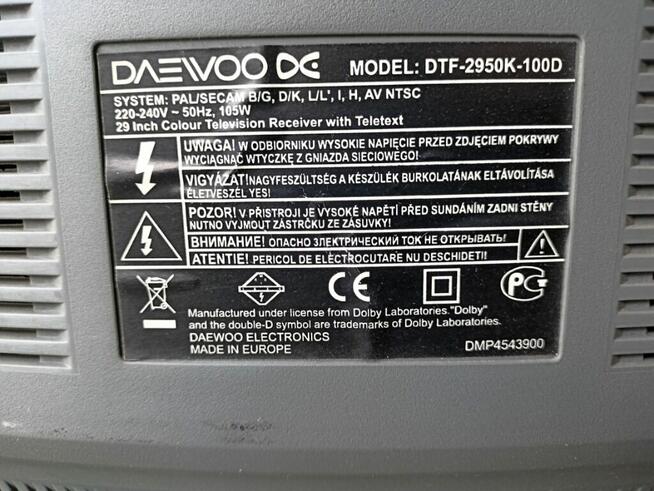 DAEWOO MODEL: DTF-2950K-100D
SYSTEM: PAL/SECAM B/G, D/K, L/L', I, H, AV NTSC
220-240V ~ 50Hz, 105W
29 Inch Colour Television Receiver with Teletext
UWAGA! W ODBIORNIKU WYSOKIE NAPIĘCIE PRZED ZDJĘCIEM POKRYWY
WYCIĄGNĄĆ WTYCZKĘ Z GNIAZDA SIECIOWEGO!
VIGYÁZAT!NAGYFESZÜLTSÉG A KÉSZÜLÉK BURKOLATÁNAK ELTÁVOLÍTÁSA
ÉLETVESZÉL YES!
POZOR! V PŘISTROJI JE VYSOKÉ NAPĚTÍ PŘED SUNDÁNÍM ZADNI STĚNY
NUTNO VYJMOUT ZÁSTRČKU ZE ZÁSUVKY!
ВНИМАНИЕ! ОПАСНО ЭЛЕКТРИЧЕСКИЙ ТОК НЕ ОТКРЫВАТЬ!
ATENTIE! PERICOL DE ELECTROCUTARE NU DESCHIDETI!
CE
Manufactured under license from Dolby Laboratories."Dolby"
and the double-D symbol are trademarks of Dolby Laboratories.
DAEWOO ELECTRONICS
MADE IN EUROPE DMP4543900